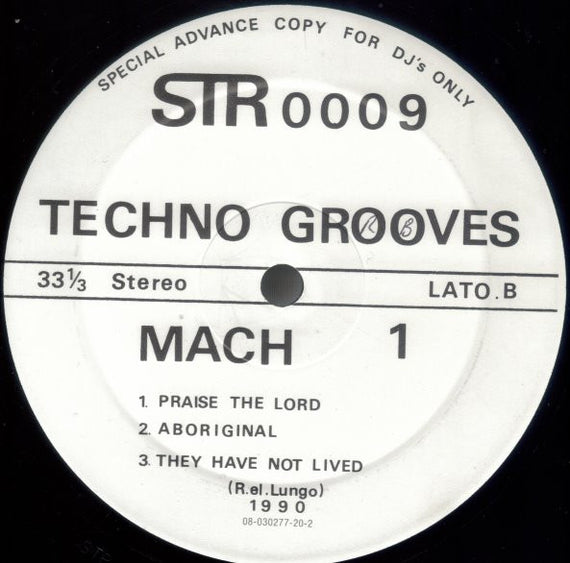 SPECIAL ADVANCE COPY FOR DJ's ONLY
STR 0009
TECHNO GROOVES
33⅓ Stereo
LATO.B
MACH 1
1. PRAISE THE LORD
2. ABORIGINAL
3. THEY HAVE NOT LIVED
(R.el.Lungo)
1990
08-030277-20-2